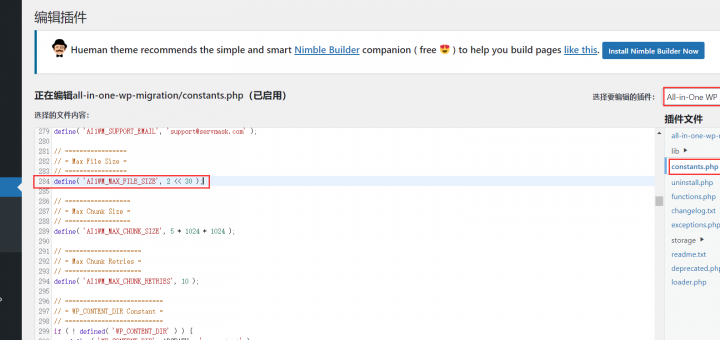 编辑插件
Hueman theme recommends the simple and smart Nimble Builder companion ( free 😍 ) to help you build pages like this.
Install Nimble Builder Now
正在编辑all-in-one-wp-migration/constants.php（已启用）
选择要编辑的插件：
All-in-One WP
选择的文件内容：
插件文件
279 define( 'AI1WM_SUPPORT_EMAIL', 'support@servmask.com' );
280
281 // =================
282 // = Max File Size =
283 // =================
284 define( 'AI1WM_MAX_FILE_SIZE', 2 << 30 );
285
286 // ==================
287 // = Max Chunk Size =
288 // ==================
289 define( 'AI1WM_MAX_CHUNK_SIZE', 5 * 1024 * 1024 );
290
291 // =====================
292 // = Max Chunk Retries =
293 // =====================
294 define( 'AI1WM_MAX_CHUNK_RETRIES', 10 );
295
296 // ===========================
297 // = WP_CONTENT_DIR Constant =
298 // ===========================
299 if ( ! defined( 'WP_CONTENT_DIR' ) ) {
all-in-one-wp-m
lib
constants.php
uninstall.php
functions.php
changelog.txt
exceptions.php
storage
readme.txt
deprecated.php
loader.php